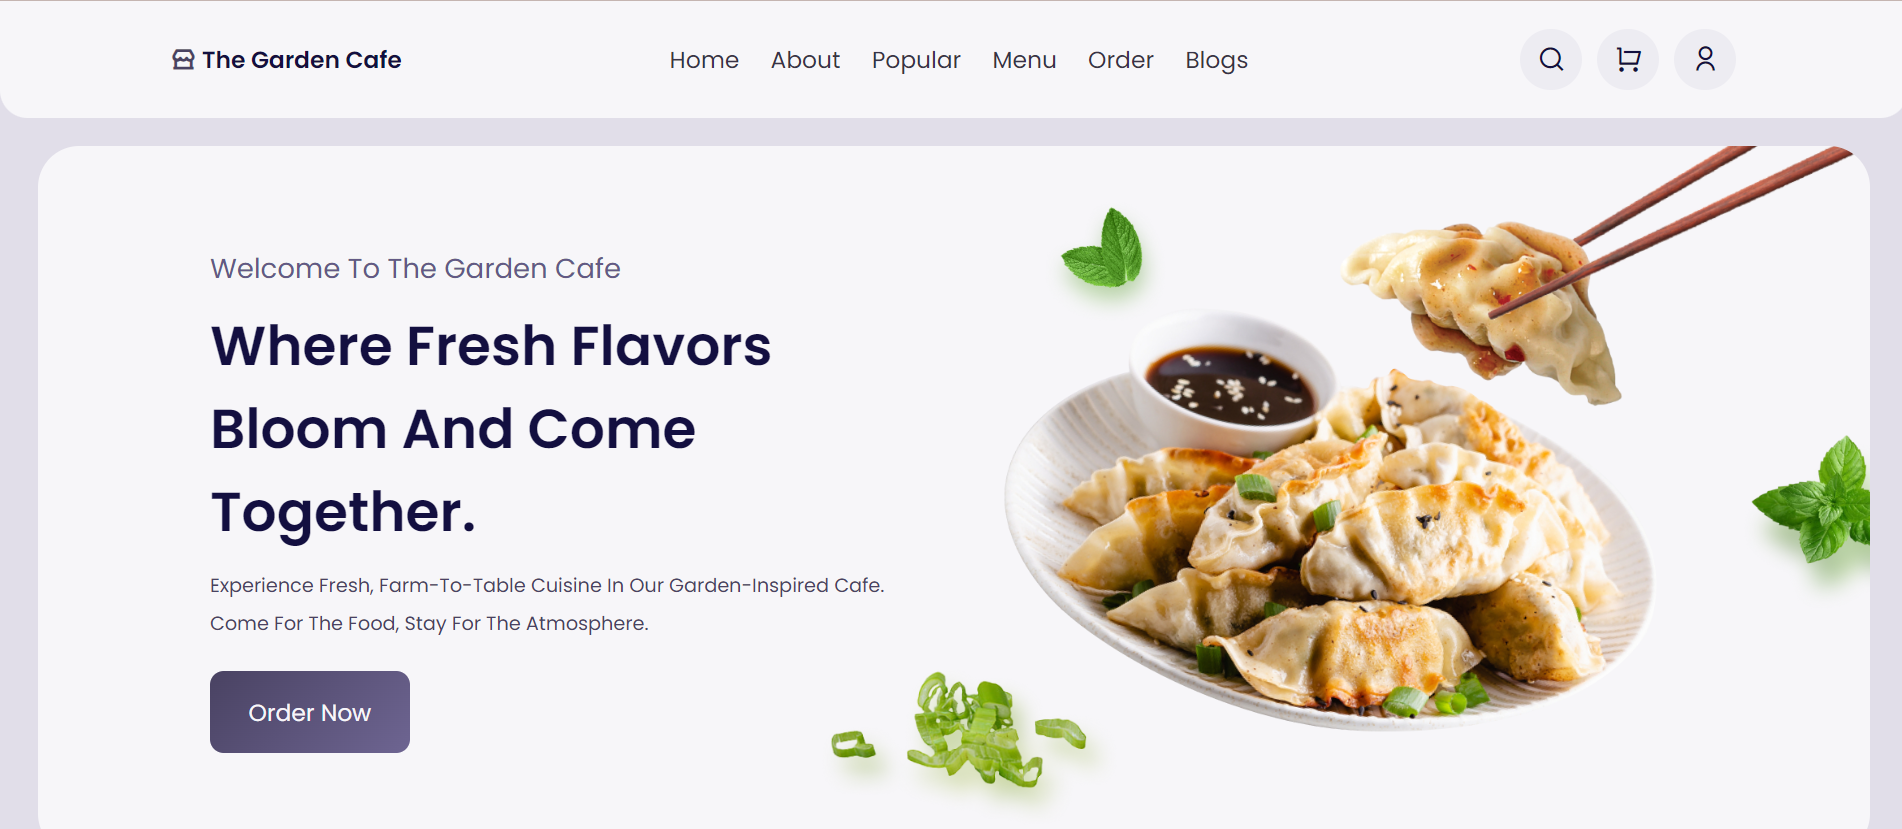 The Garden Cafe
Home About Popular Menu Order Blogs
Welcome To The Garden Cafe
Where Fresh Flavors
Bloom And Come
Together.
Experience Fresh, Farm-To-Table Cuisine In Our Garden-Inspired Cafe.
Come For The Food, Stay For The Atmosphere.
Order Now